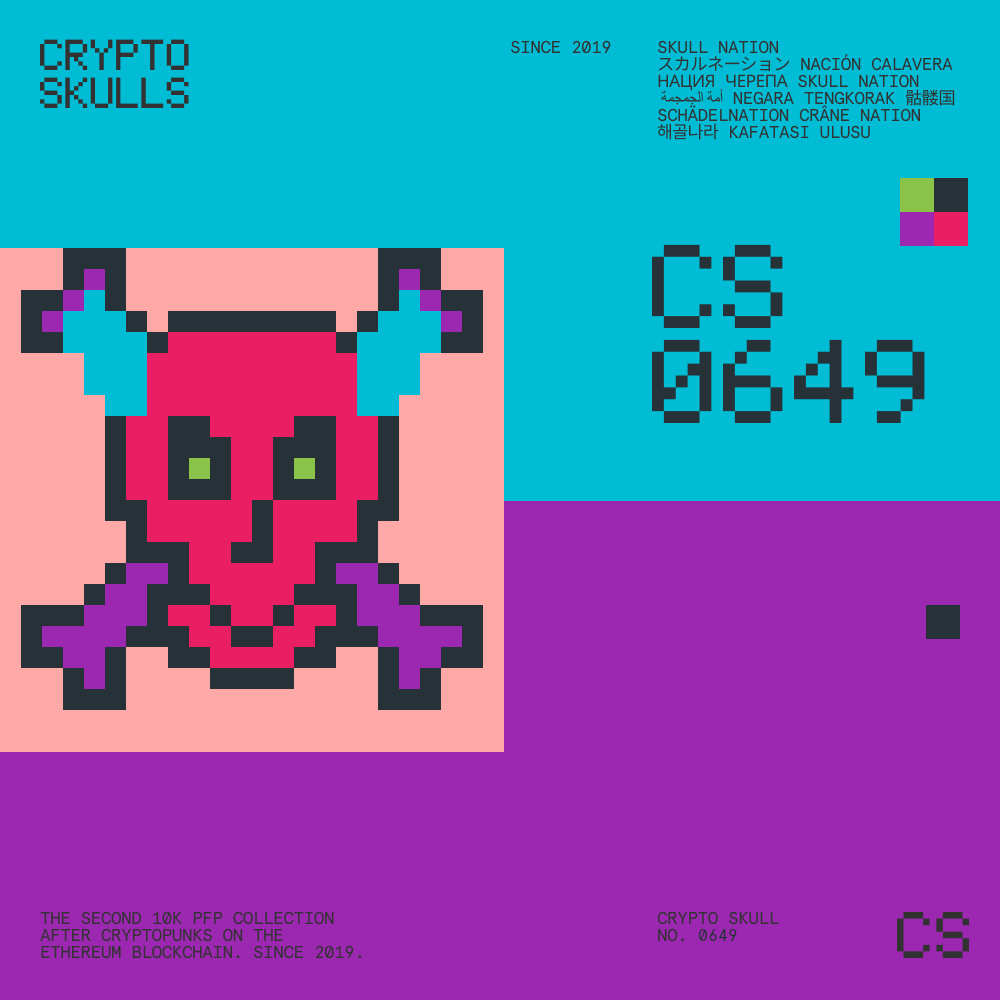 CRYPTO
SKULLS
SINCE 2019
SKULL NATION
スカルネーション NACIÓN CALAVERA
НАЦИЯ ЧЕРЕПА SKULL NATION
أمة الجمجمة NEGARA TENGKORAK 骷髅国
SCHÄDELNATION CRÂNE NATION
해골나라 KAFATASI ULUSU
CS
0649
THE SECOND 10K PFP COLLECTION
AFTER CRYPTOPUNKS ON THE
ETHEREUM BLOCKCHAIN. SINCE 2019.
CRYPTO SKULL
NO. 0649
CS